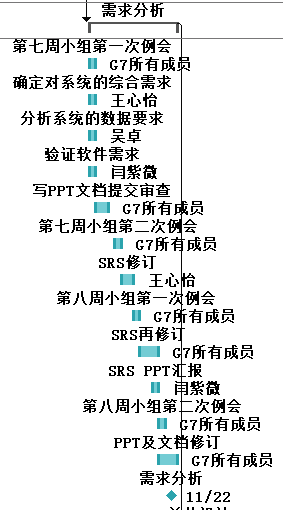 需求分析
第七周小组第一次例会
G7所有成员
确定对系统的综合需求
王心怡
分析系统的数据要求
吴卓
验证软件需求
闫紫微
写PPT文档提交审查
G7所有成员
第七周小组第二次例会
G7所有成员
SRS修订
王心怡
第八周小组第一次例会
G7所有成员
SRS再修订
G7所有成员
SRS PPT汇报
闫紫微
第八周小组第二次例会
G7所有成员
PPT及文档修订
G7所有成员
需求分析
11/22